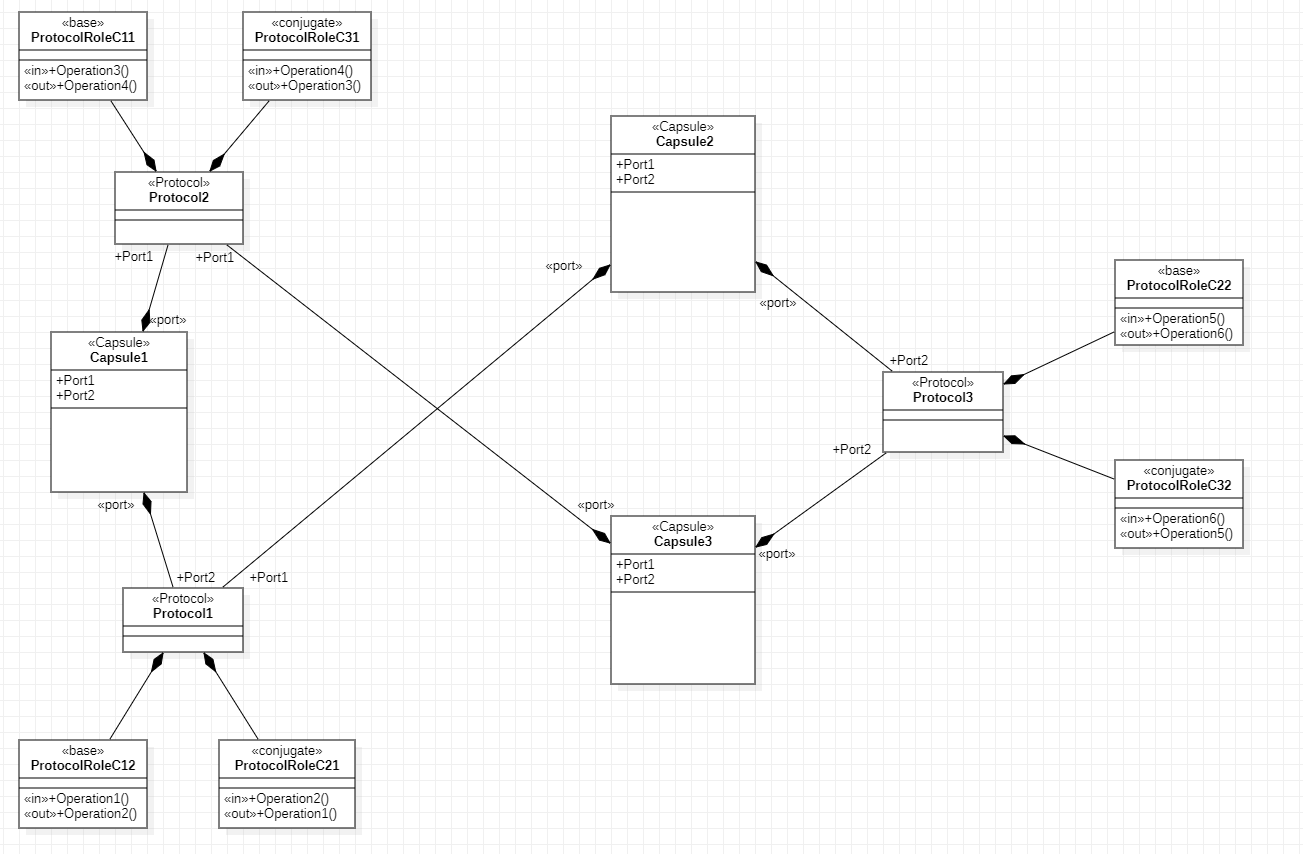 «base»
ProtocolRoleC11
«in»+Operation3()
«out»+Operation4()
«conjugate»
ProtocolRoleC31
«in»+Operation4()
«out»+Operation3()
«Protocol»
Protocol2
+Port1
+Port1
«port»
«Capsule»
Capsule1
+Port1
+Port2
«port»
+Port2
+Port1
«Protocol»
Protocol1
«base»
ProtocolRoleC12
«in»+Operation1()
«out»+Operation2()
«conjugate»
ProtocolRoleC21
«in»+Operation2()
«out»+Operation1()
«Capsule»
Capsule2
+Port1
+Port2
«port»
«port»
+Port2
«Protocol»
Protocol3
+Port2
«port»
«Capsule»
Capsule3
+Port1
+Port2
«port»
«base»
ProtocolRoleC22
«in»+Operation5()
«out»+Operation6()
«conjugate»
ProtocolRoleC32
«in»+Operation6()
«out»+Operation5()